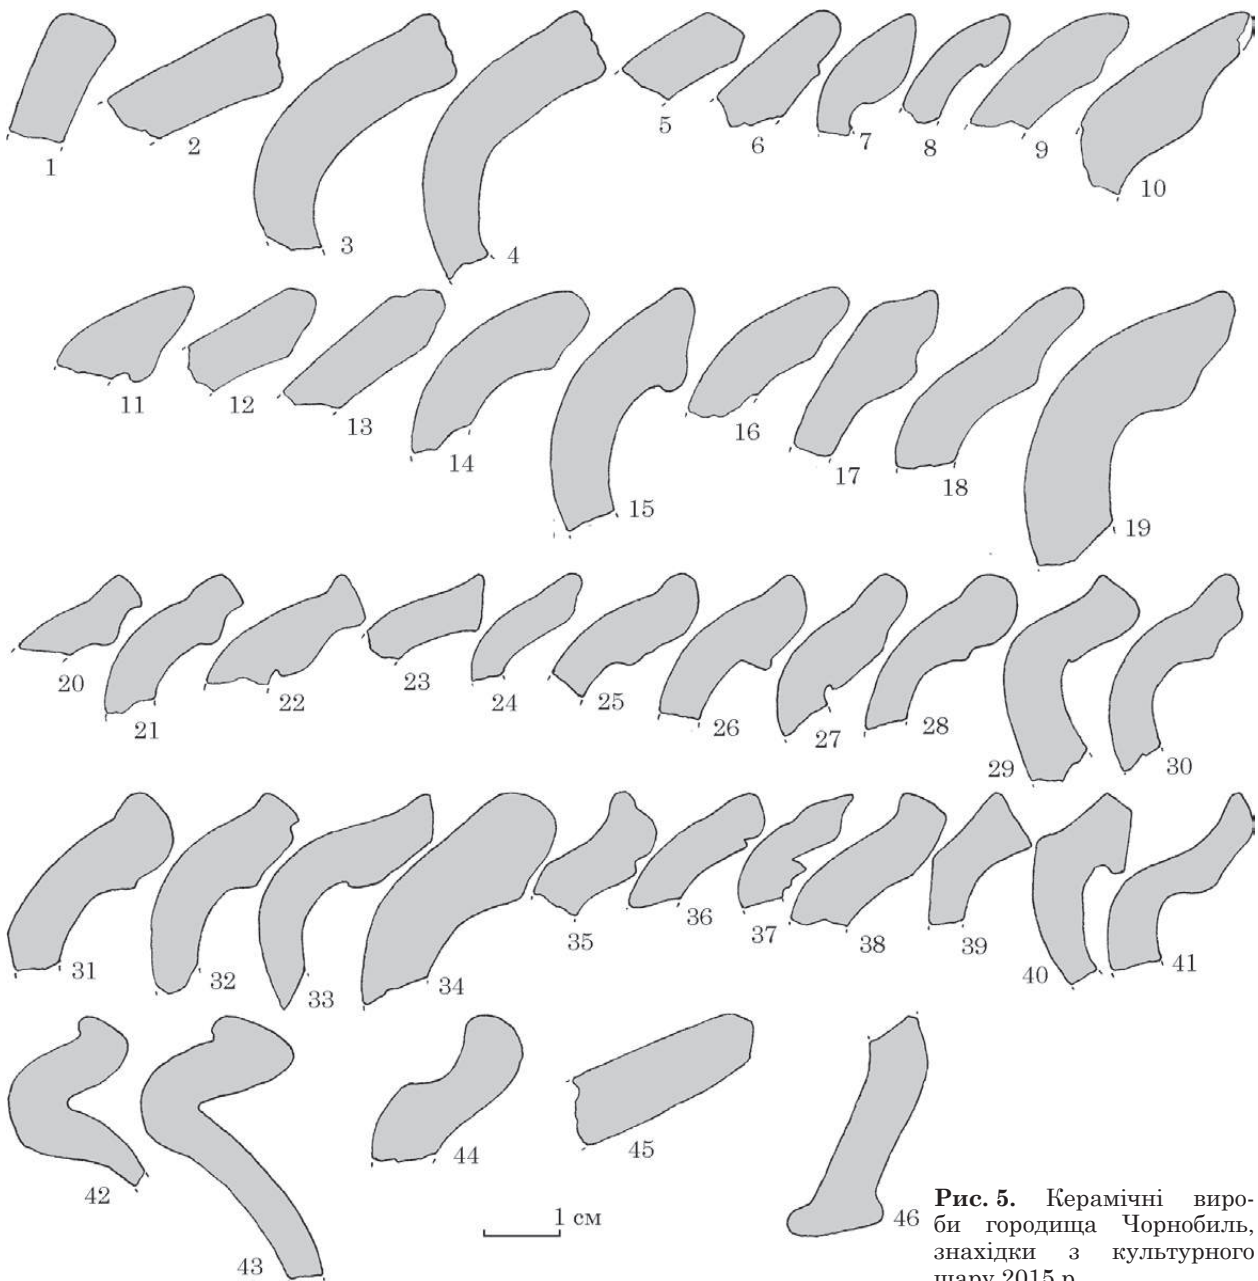 1 2 3 4 5 6 7 8 9 10
11 12 13 14 15 16 17 18 19
20 21 22 23 24 25 26 27 28 29 30
31 32 33 34 35 36 37 38 39 40 41
42 43 44 45 46
1 см
Рис. 5. Керамічні виро-
би городища Чорнобиль,
знахідки з культурного
шару 2015 р.